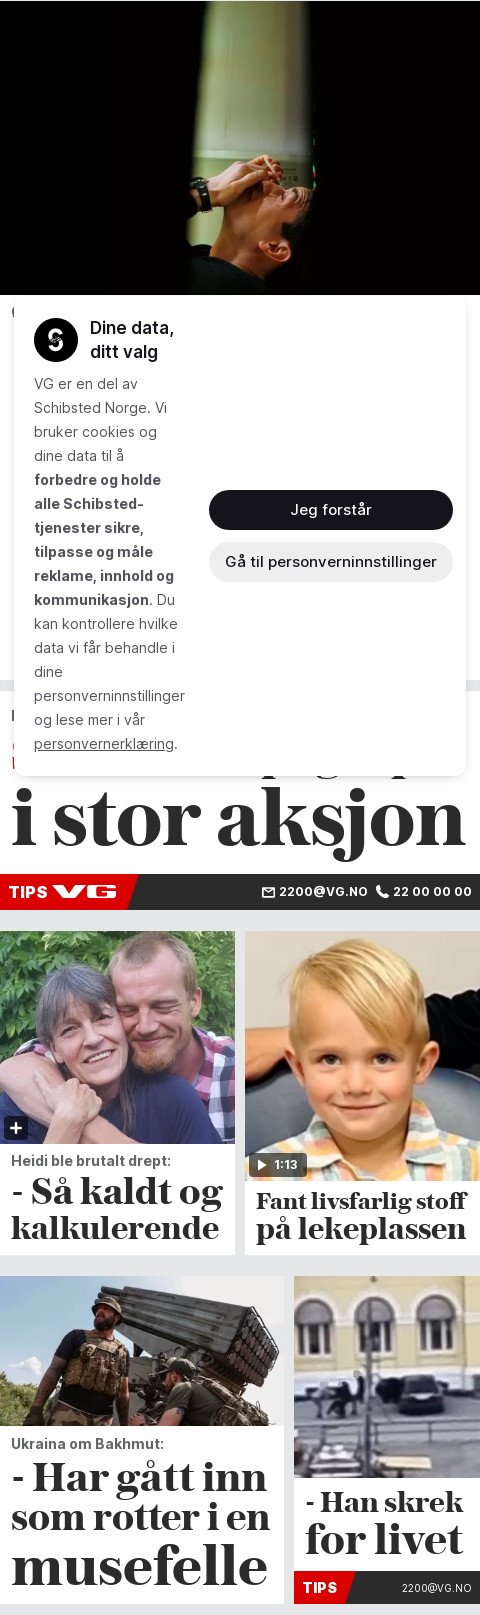 Dine data,
ditt valg
VG er en del av
Schibsted Norge. Vi
bruker cookies og
dine data til å
forbedre og holde
alle Schibsted-
tjenester sikre,
tilpasse og måle
reklame, innhold og
kommunikasjon. Du
kan kontrollere hvilke
data vi får behandle i
dine
personverninnstillinger
og lese mer i vår
personvernerklæring.
Jeg forstår
Gå til personverninnstillinger
i stor aksjon
TIPS VG 2200@VG.NO 22 00 00 00
Heidi ble brutalt drept:
- Så kaldt og
kalkulerende
1:13
Fant livsfarlig stoff
på lekeplassen
Ukraina om Bakhmut:
- Har gått inn
som rotter i en
musefelle
- Han skrek
for livet
TIPS 2200@VG.NO